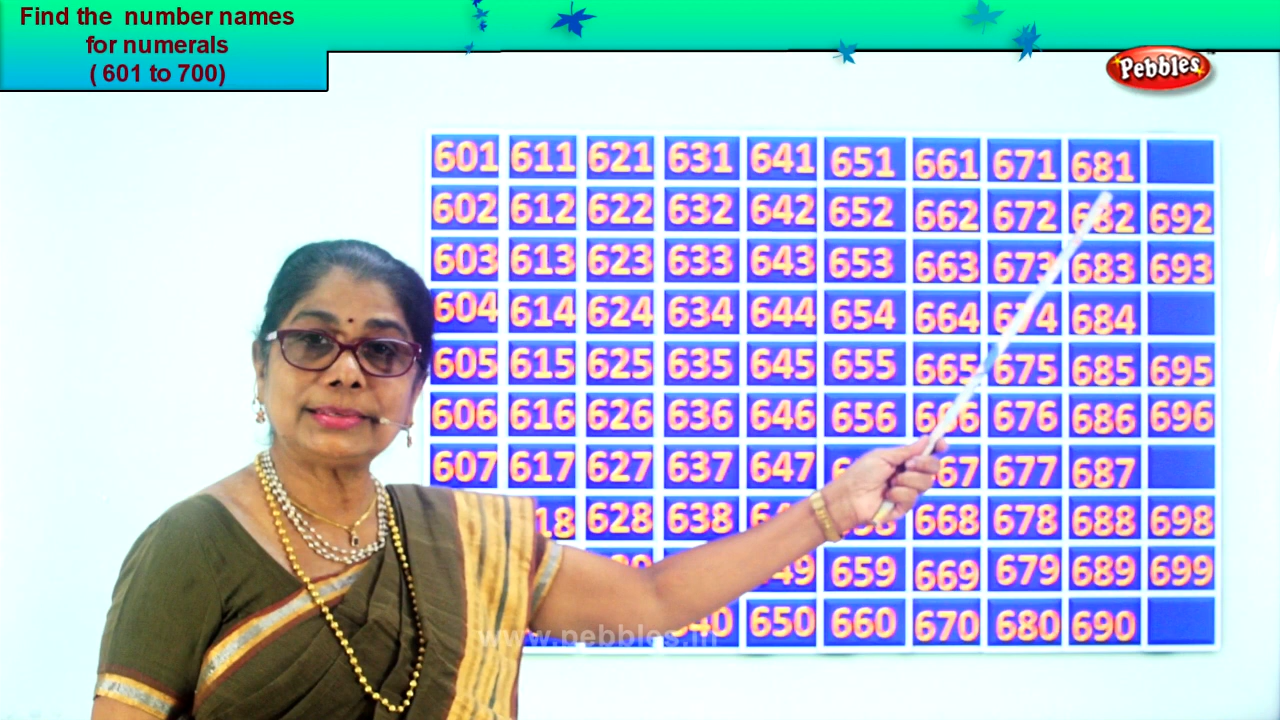 Find the number names
for numerals
( 601 to 700)
Pebbles
601 611 621 631 641 651 661 671 681
602 612 622 632 642 652 662 672 682 692
603 613 623 633 643 653 663 673 683 693
604 614 624 634 644 654 664 674 684
605 615 625 635 645 655 665 675 685 695
606 616 626 636 646 656 666 676 686 696
607 617 627 637 647 677 687
628 638 668 678 688 698
659 669 679 689 699
650 660 670 680 690
www.pebbles.in